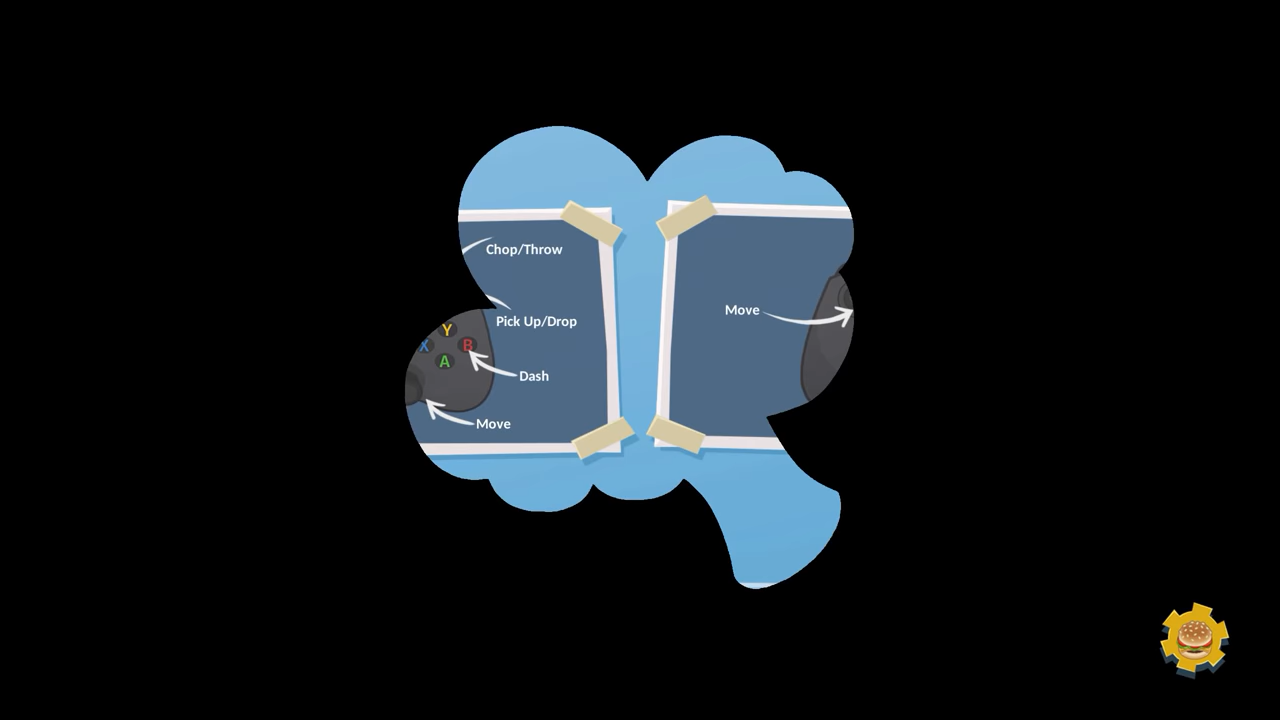 Chop/Throw
Pick Up/Drop
Y
X
B
A
Dash
Move
Move